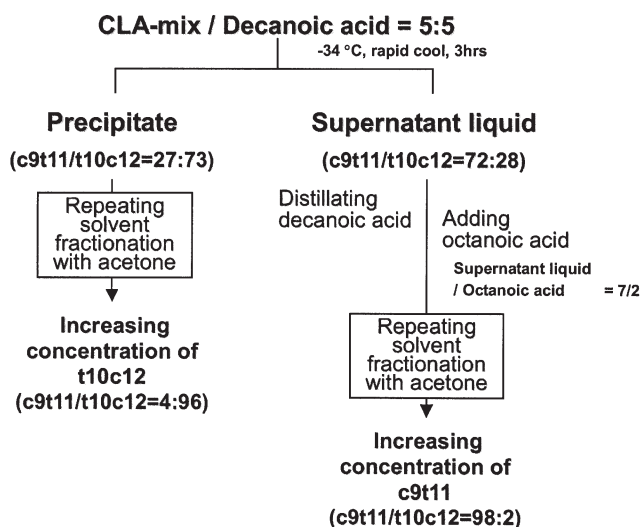 CLA-mix / Decanoic acid = 5:5
-34 °C, rapid cool, 3hrs
Precipitate
(c9t11/t10c12=27:73)
Repeating
solvent
fractionation
with acetone
Increasing
concentration of
t10c12
(c9t11/t10c12=4:96)
Supernatant liquid
(c9t11/t10c12=72:28)
Distillating
decanoic acid
Adding
octanoic acid
Supernatant liquid
/ Octanoic acid = 7/2
Repeating
solvent
fractionation
with acetone
Increasing
concentration of
c9t11
(c9t11/t10c12=98:2)